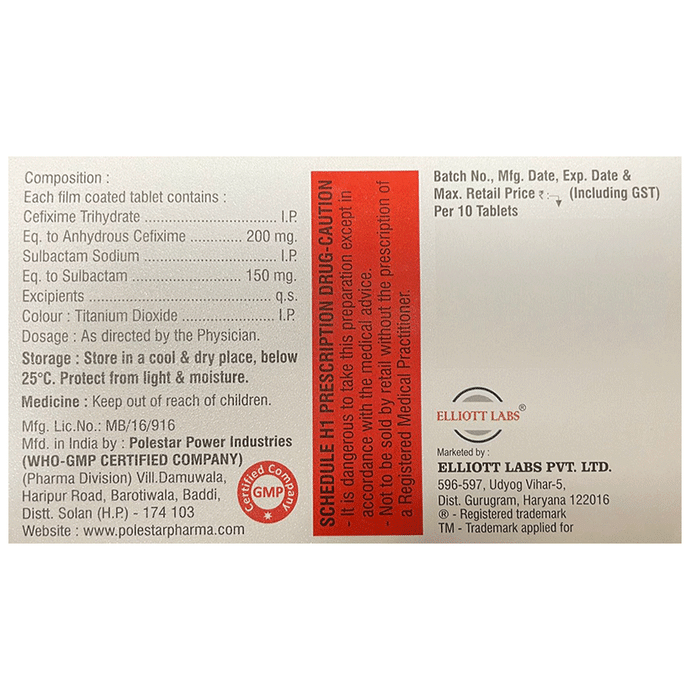 Composition :
Each film coated tablet contains :
Cefixime Trihydrate .......................... I.P.
Eq. to Anhydrous Cefixime .......... 200 mg.
Sulbactam Sodium ........................... I.P.
Eq. to Sulbactam ....................... 150 mg.
Excipients ....................................... q.s.
Colour : Titanium Dioxide .................. I.P.
Dosage : As directed by the Physician.
Storage : Store in a cool & dry place, below
25°C. Protect from light & moisture.
Medicine : Keep out of reach of children.
Mfg. Lic.No.: MB/16/916
Mfd. in India by : Polestar Power Industries
(WHO-GMP CERTIFIED COMPANY)
(Pharma Division) Vill.Damuwala,
Haripur Road, Barotiwala, Baddi,
Distt. Solan (H.P.) - 174 103
Website : www.polestarpharma.com
Certified Company
GMP
SCHEDULE H1 PRESCRIPTION DRUG-CAUTION
- It is dangerous to take this preparation except in
accordance with the medical advice.
- Not to be sold by retail without the prescription of
a Registered Medical Practitioner.
Batch No., Mfg. Date, Exp. Date &
Max. Retail Price ₹ : (Including GST)
Per 10 Tablets
ELLIOTT LABS®
Marketed by :
ELLIOTT LABS PVT. LTD.
596-597, Udyog Vihar-5,
Dist. Gurugram, Haryana 122016
® - Registered trademark
TM - Trademark applied for